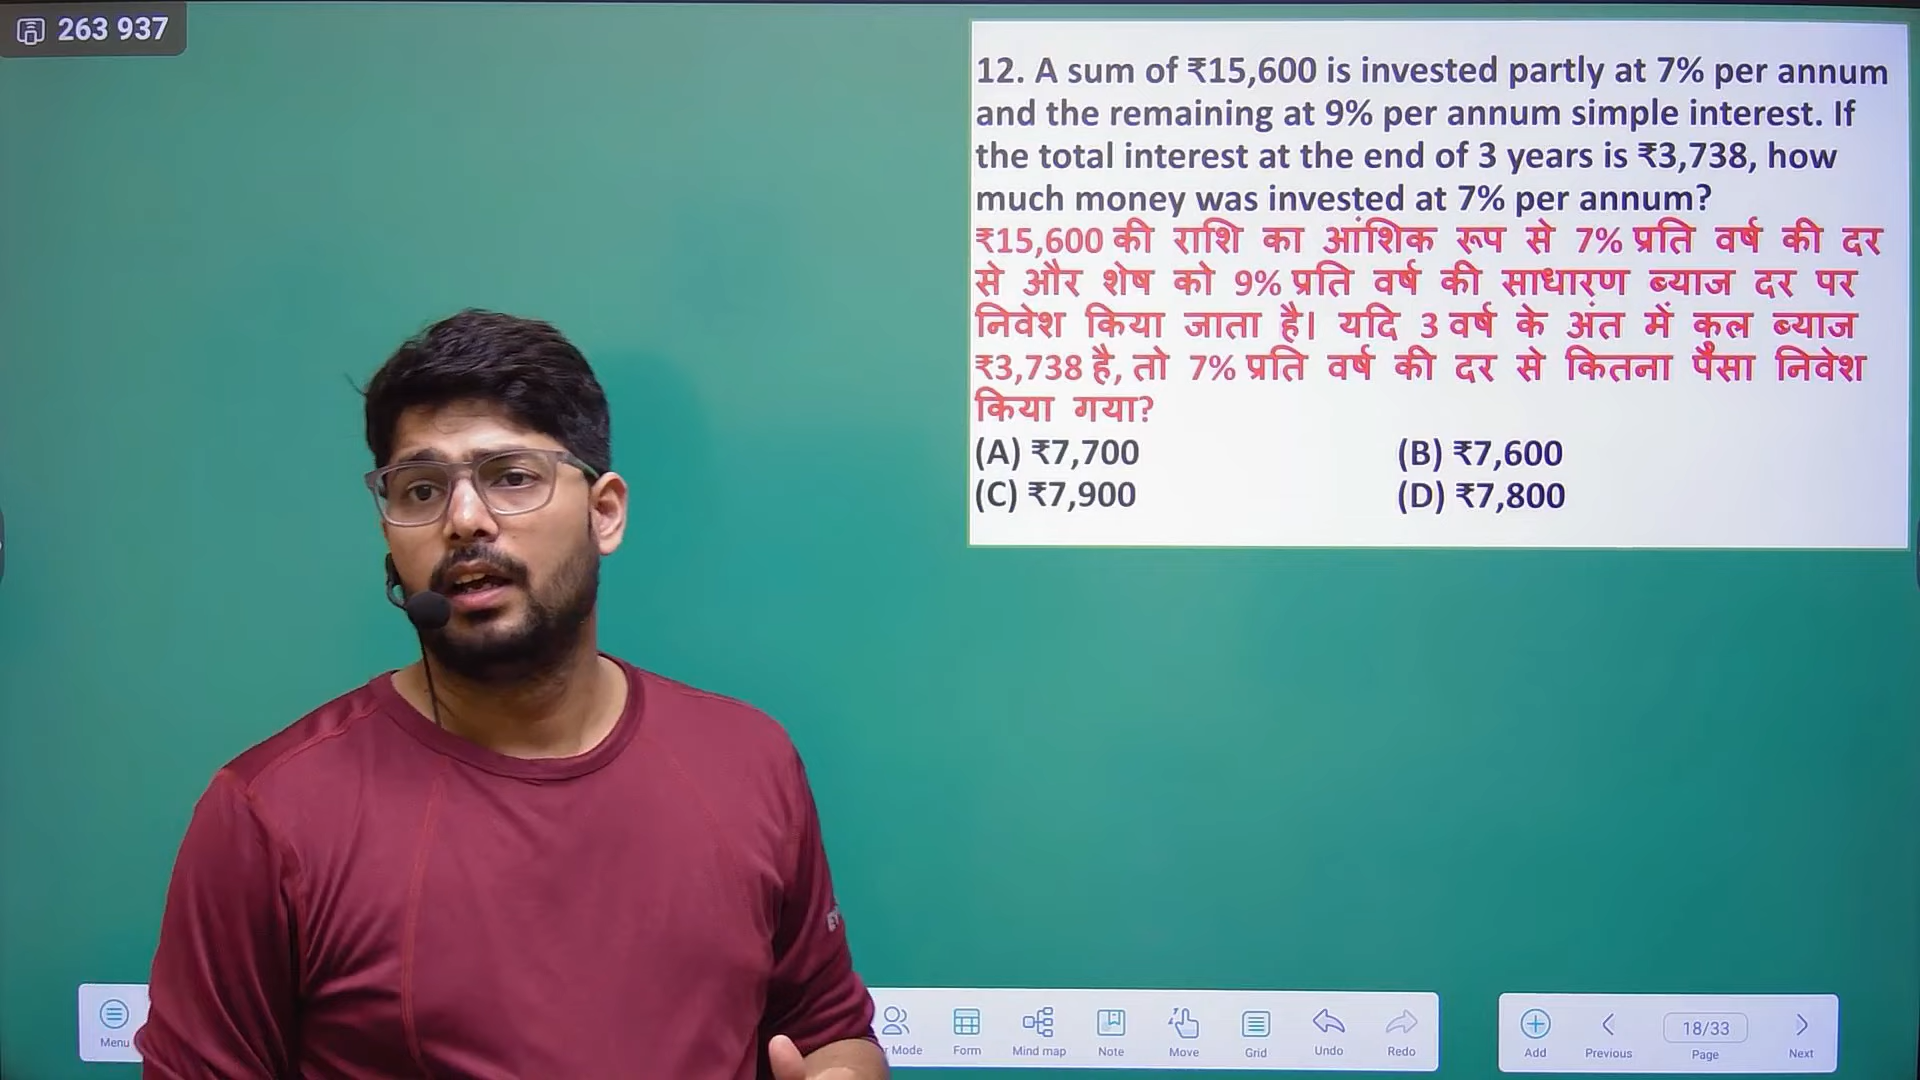 263 937
12. A sum of ₹15,600 is invested partly at 7% per annum
and the remaining at 9% per annum simple interest. If
the total interest at the end of 3 years is ₹3,738, how
much money was invested at 7% per annum?
₹15,600 की राशि का आंशिक रूप से 7% प्रति वर्ष की दर
से और शेष को 9% प्रति वर्ष की साधारण ब्याज दर पर
निवेश किया जाता है। यदि 3 वर्ष के अंत में कुल ब्याज
₹3,738 है, तो 7% प्रति वर्ष की दर से कितना पैसा निवेश
किया गया?
(A) ₹7,700 (B) ₹7,600
(C) ₹7,900 (D) ₹7,800
18/33
Menu Mode Form Mind map Note Move Grid Undo Redo Add Previous Page Next